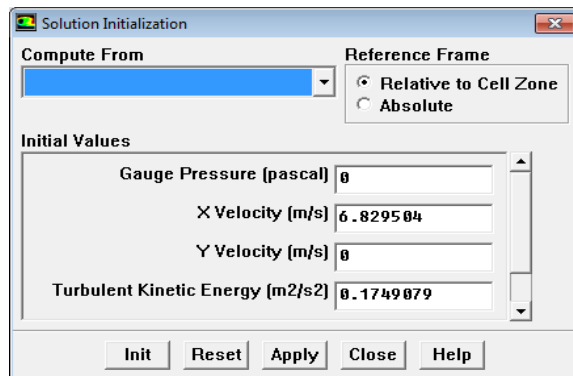 Solution Initialization
Compute From
Reference Frame
Relative to Cell Zone
Absolute
Initial Values
Gauge Pressure (pascal) 0
X Velocity (m/s) 6.829504
Y Velocity (m/s) 0
Turbulent Kinetic Energy (m2/s2) 0.1749079
Init Reset Apply Close Help